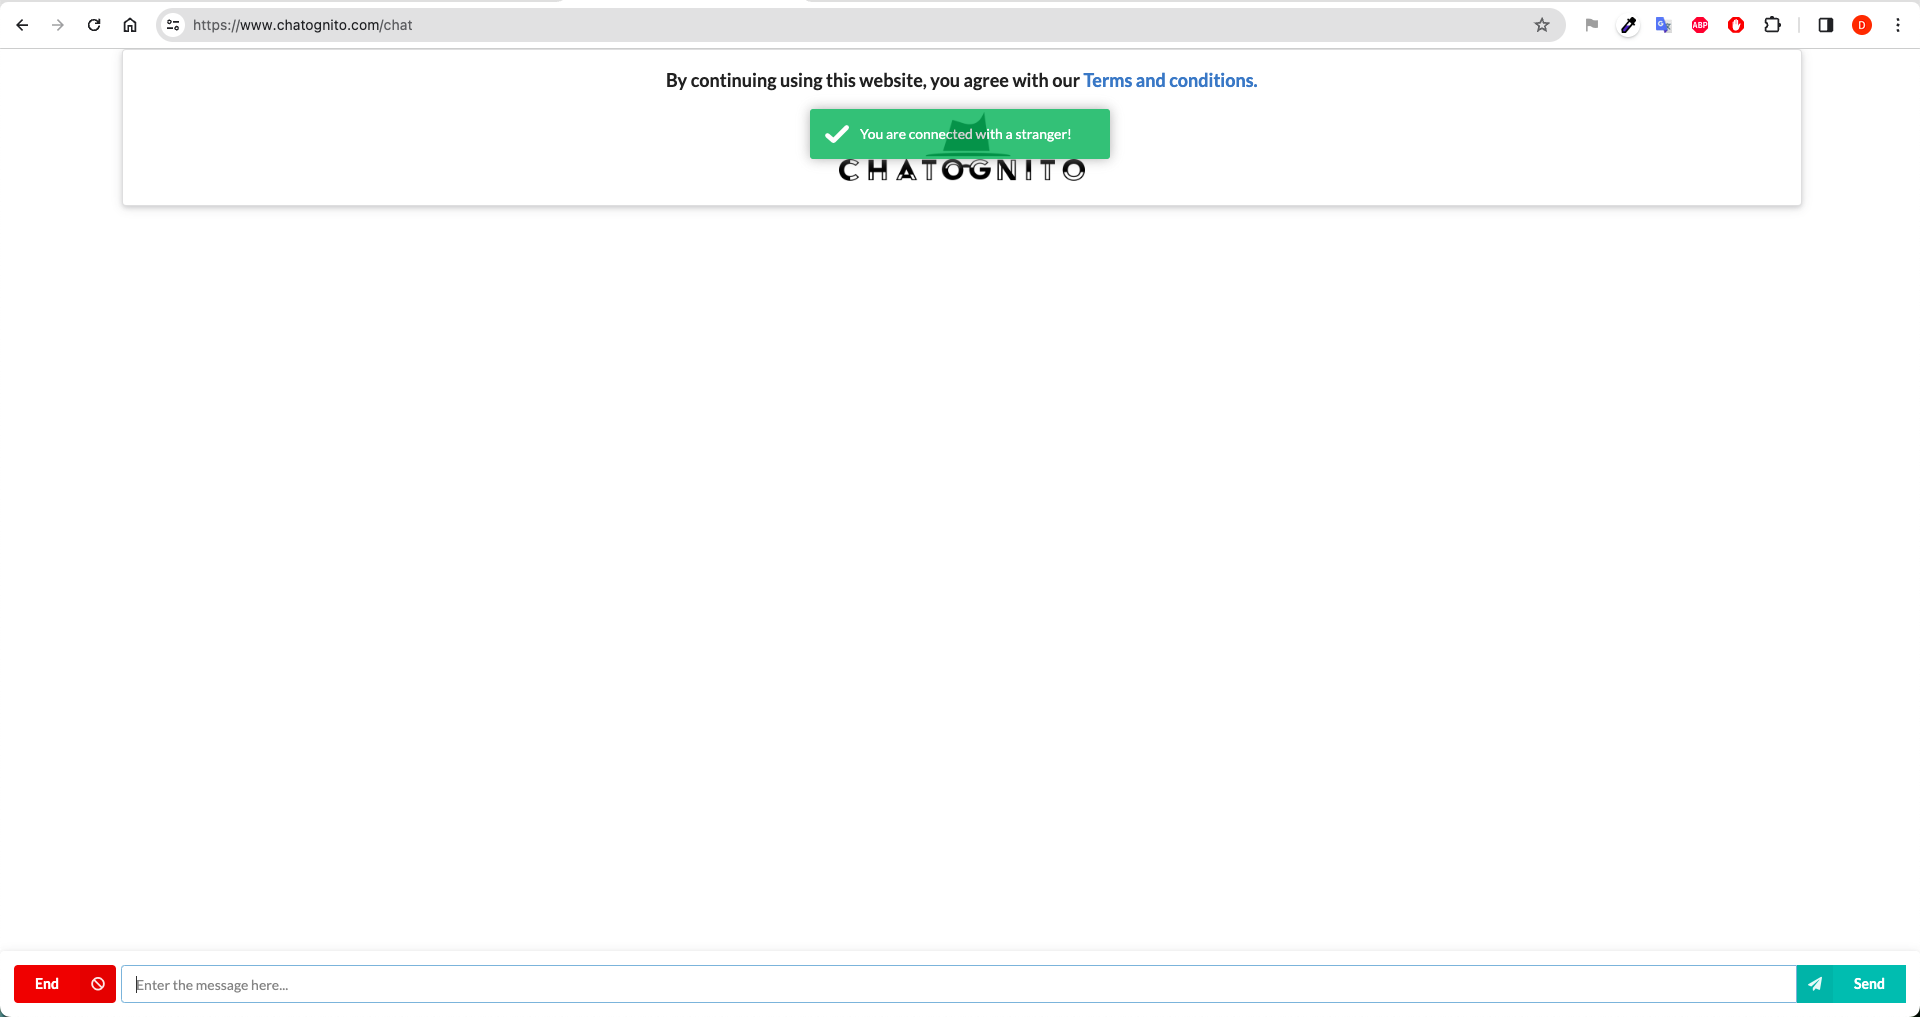 https://www.chatognito.com/chat
ABP
D
By continuing using this website, you agree with our Terms and conditions.
You are connected with a stranger!
CHATOGNITO
End
Enter the message here...
Send